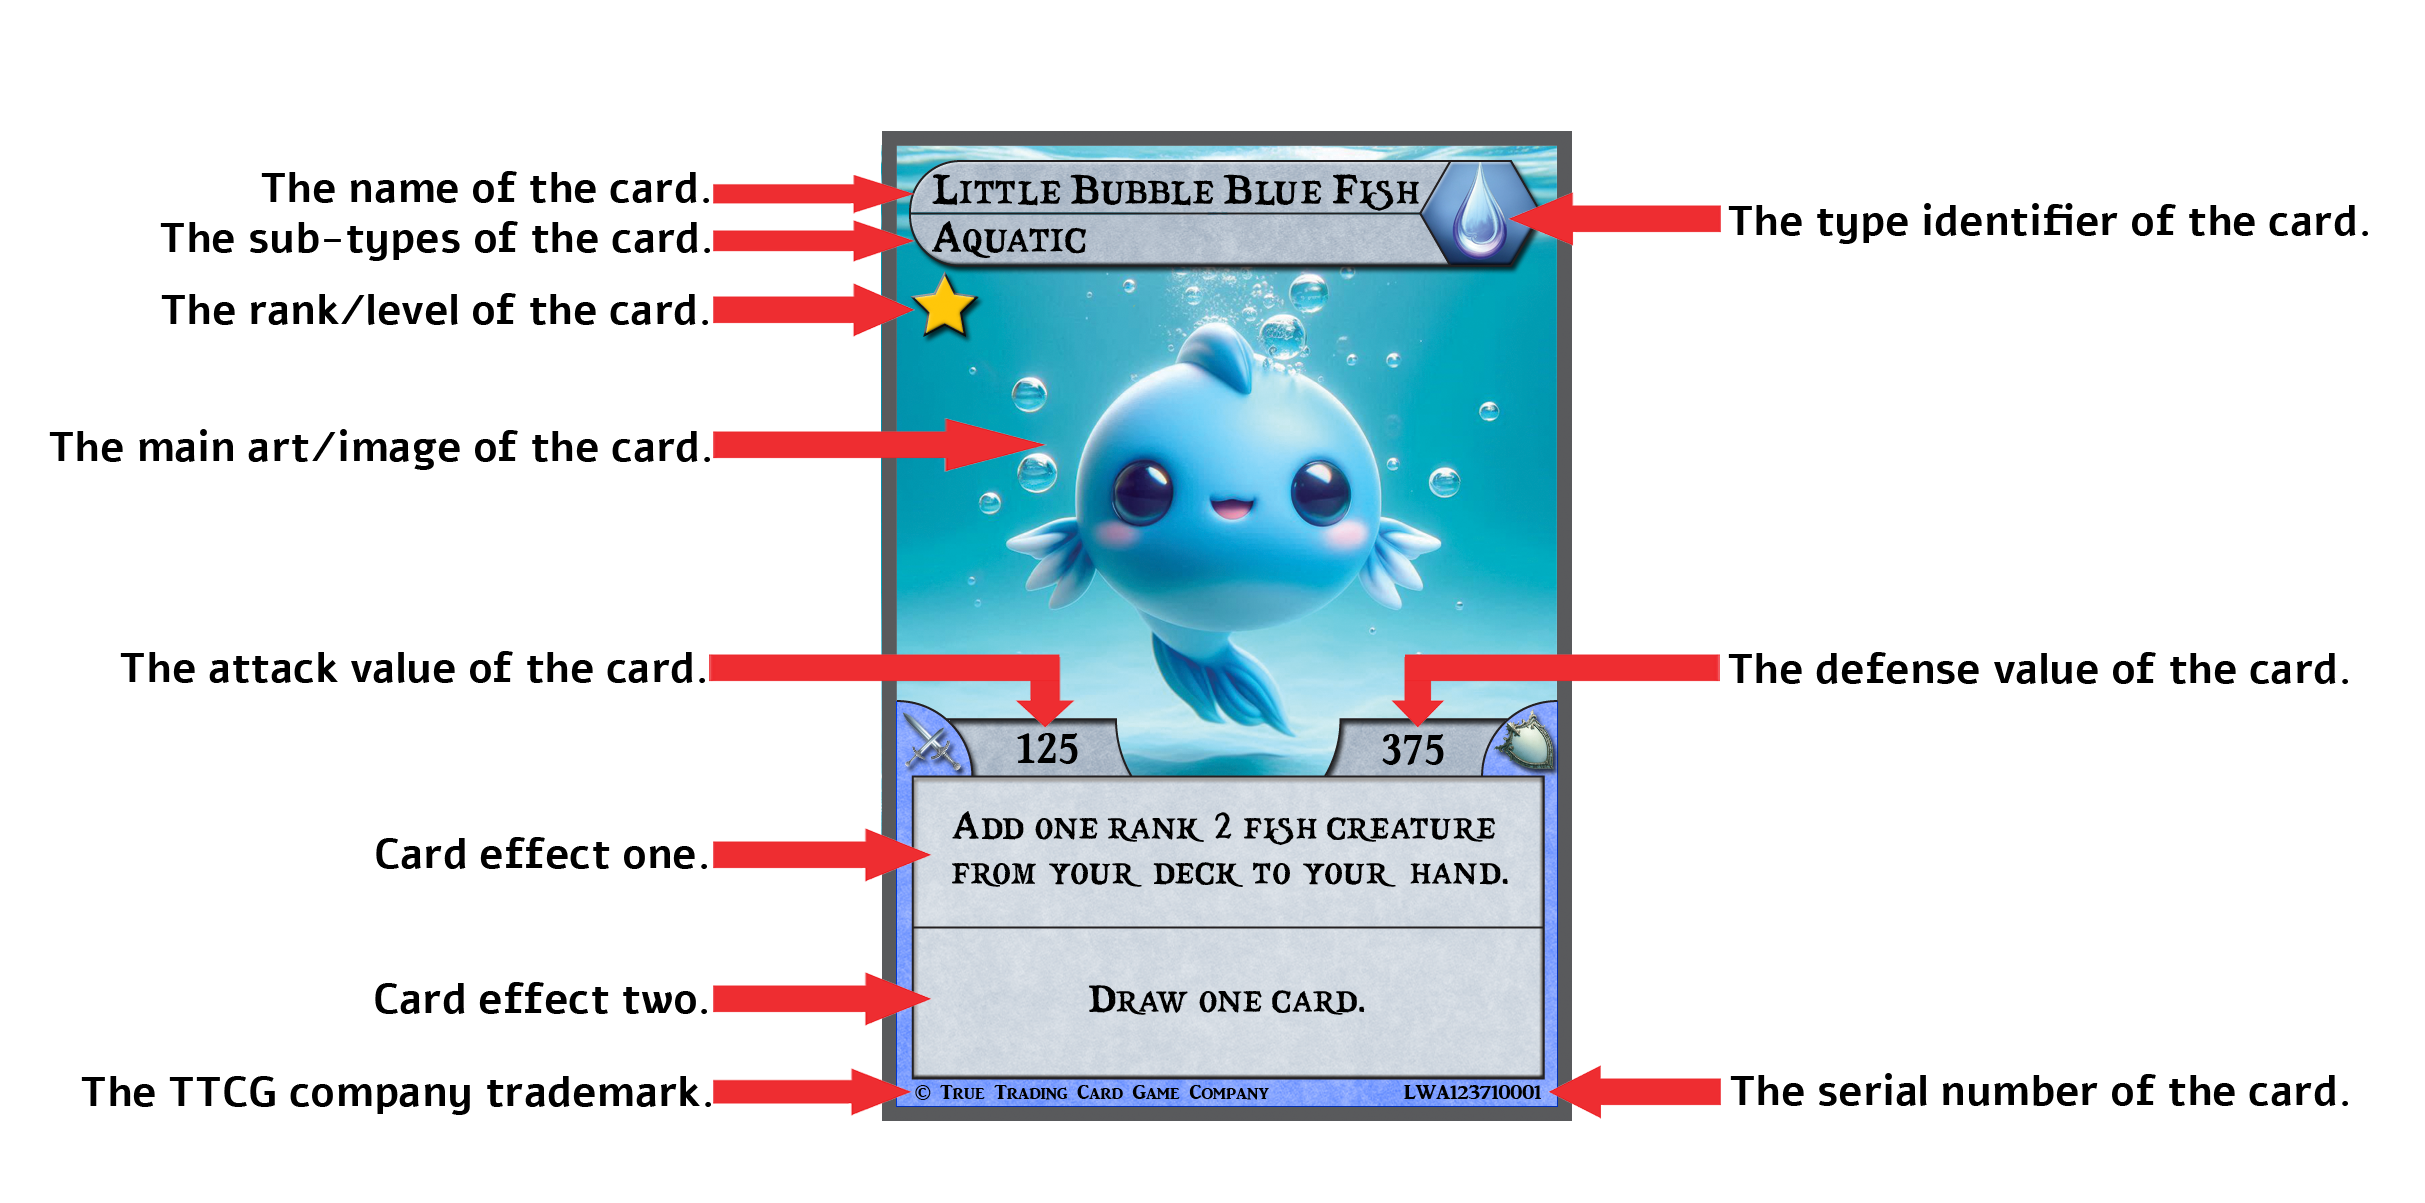 The name of the card.
Little Bubble Blue Fish
The type identifier of the card.
The sub-types of the card.
Aquatic
The rank/level of the card.
The main art/image of the card.
The attack value of the card.
The defense value of the card.
125
375
Card effect one.
Add one rank 2 fish creature
from your deck to your hand.
Card effect two.
Draw one card.
The TTCG company trademark.
© True Trading Card Game Company
LWA123710001
The serial number of the card.